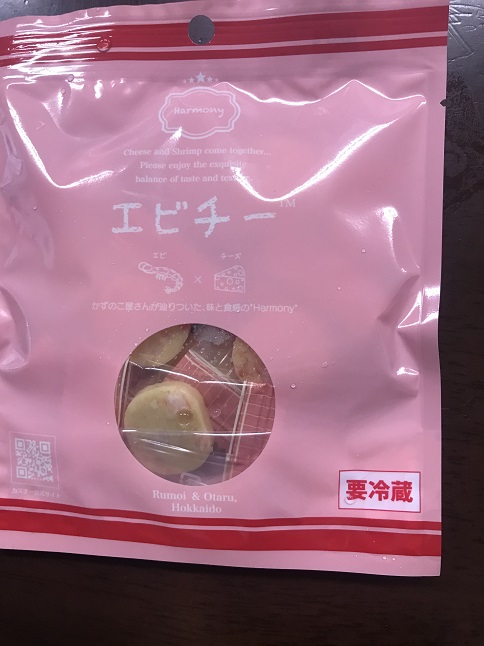 Harmony
Cheese and Shrimp come together...
Please enjoy the exquisite
balance of taste and
エビチー™
エビ × チーズ
かずのこ屋さんが辿りついた、味と食感の"Harmony"
Rumoi & Otaru,
Hokkaido
要冷蔵